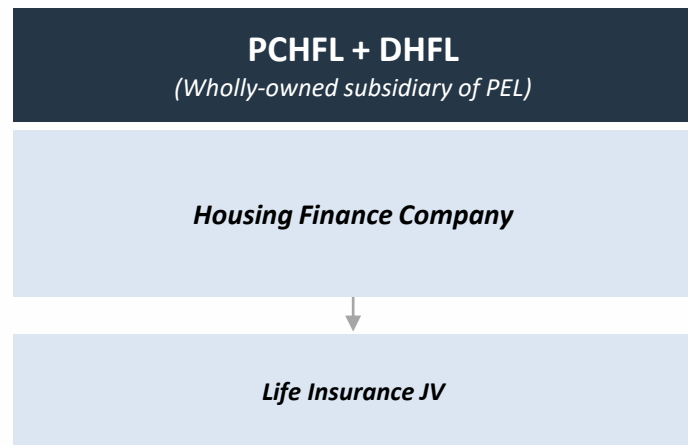 PCHFL + DHFL
(Wholly-owned subsidiary of PEL)
Housing Finance Company
Life Insurance JV